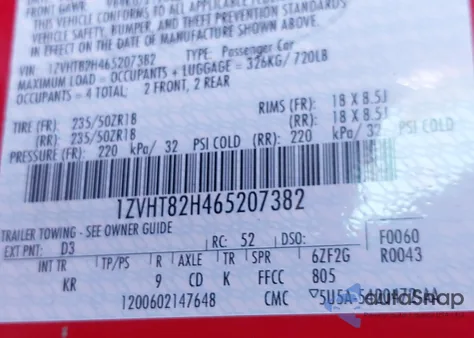 FRONT GAWR:
THIS VEHICLE CONFORMS TO ALL APPLICABLE
VEHICLE SAFETY, BUMPER, AND THEFT PREVENTION STANDARDS
IN EFFECT ON THE DATE OF MANUFACTURE SHOWN ABOVE.
VIN: 1ZVHT82H465207382 TYPE: Passenger Car
MAXIMUM LOAD = OCCUPANTS + LUGGAGE = 326KG / 720LB
OCCUPANTS = 4 TOTAL; 2 FRONT, 2 REAR
TIRE (FR): 235/50ZR18 RIMS (FR): 18 X 8.5J
(RR): 235/50ZR18 (RR): 18 X 8.5J
PRESSURE (FR): 220 kPa/ 32 PSI COLD (RR): 220 kPa/ 32 PSI COLD
1ZVHT82H465207382
TRAILER TOWING - SEE OWNER GUIDE
EXT PNT: D3 RC: 52 DSO: F0060
INT TR TP/PS R AXLE TR SPR 6ZF2G R0043
KR 9 CD K FFCC 805
1200602147648 CMC ▽5U5A-
autoSnap